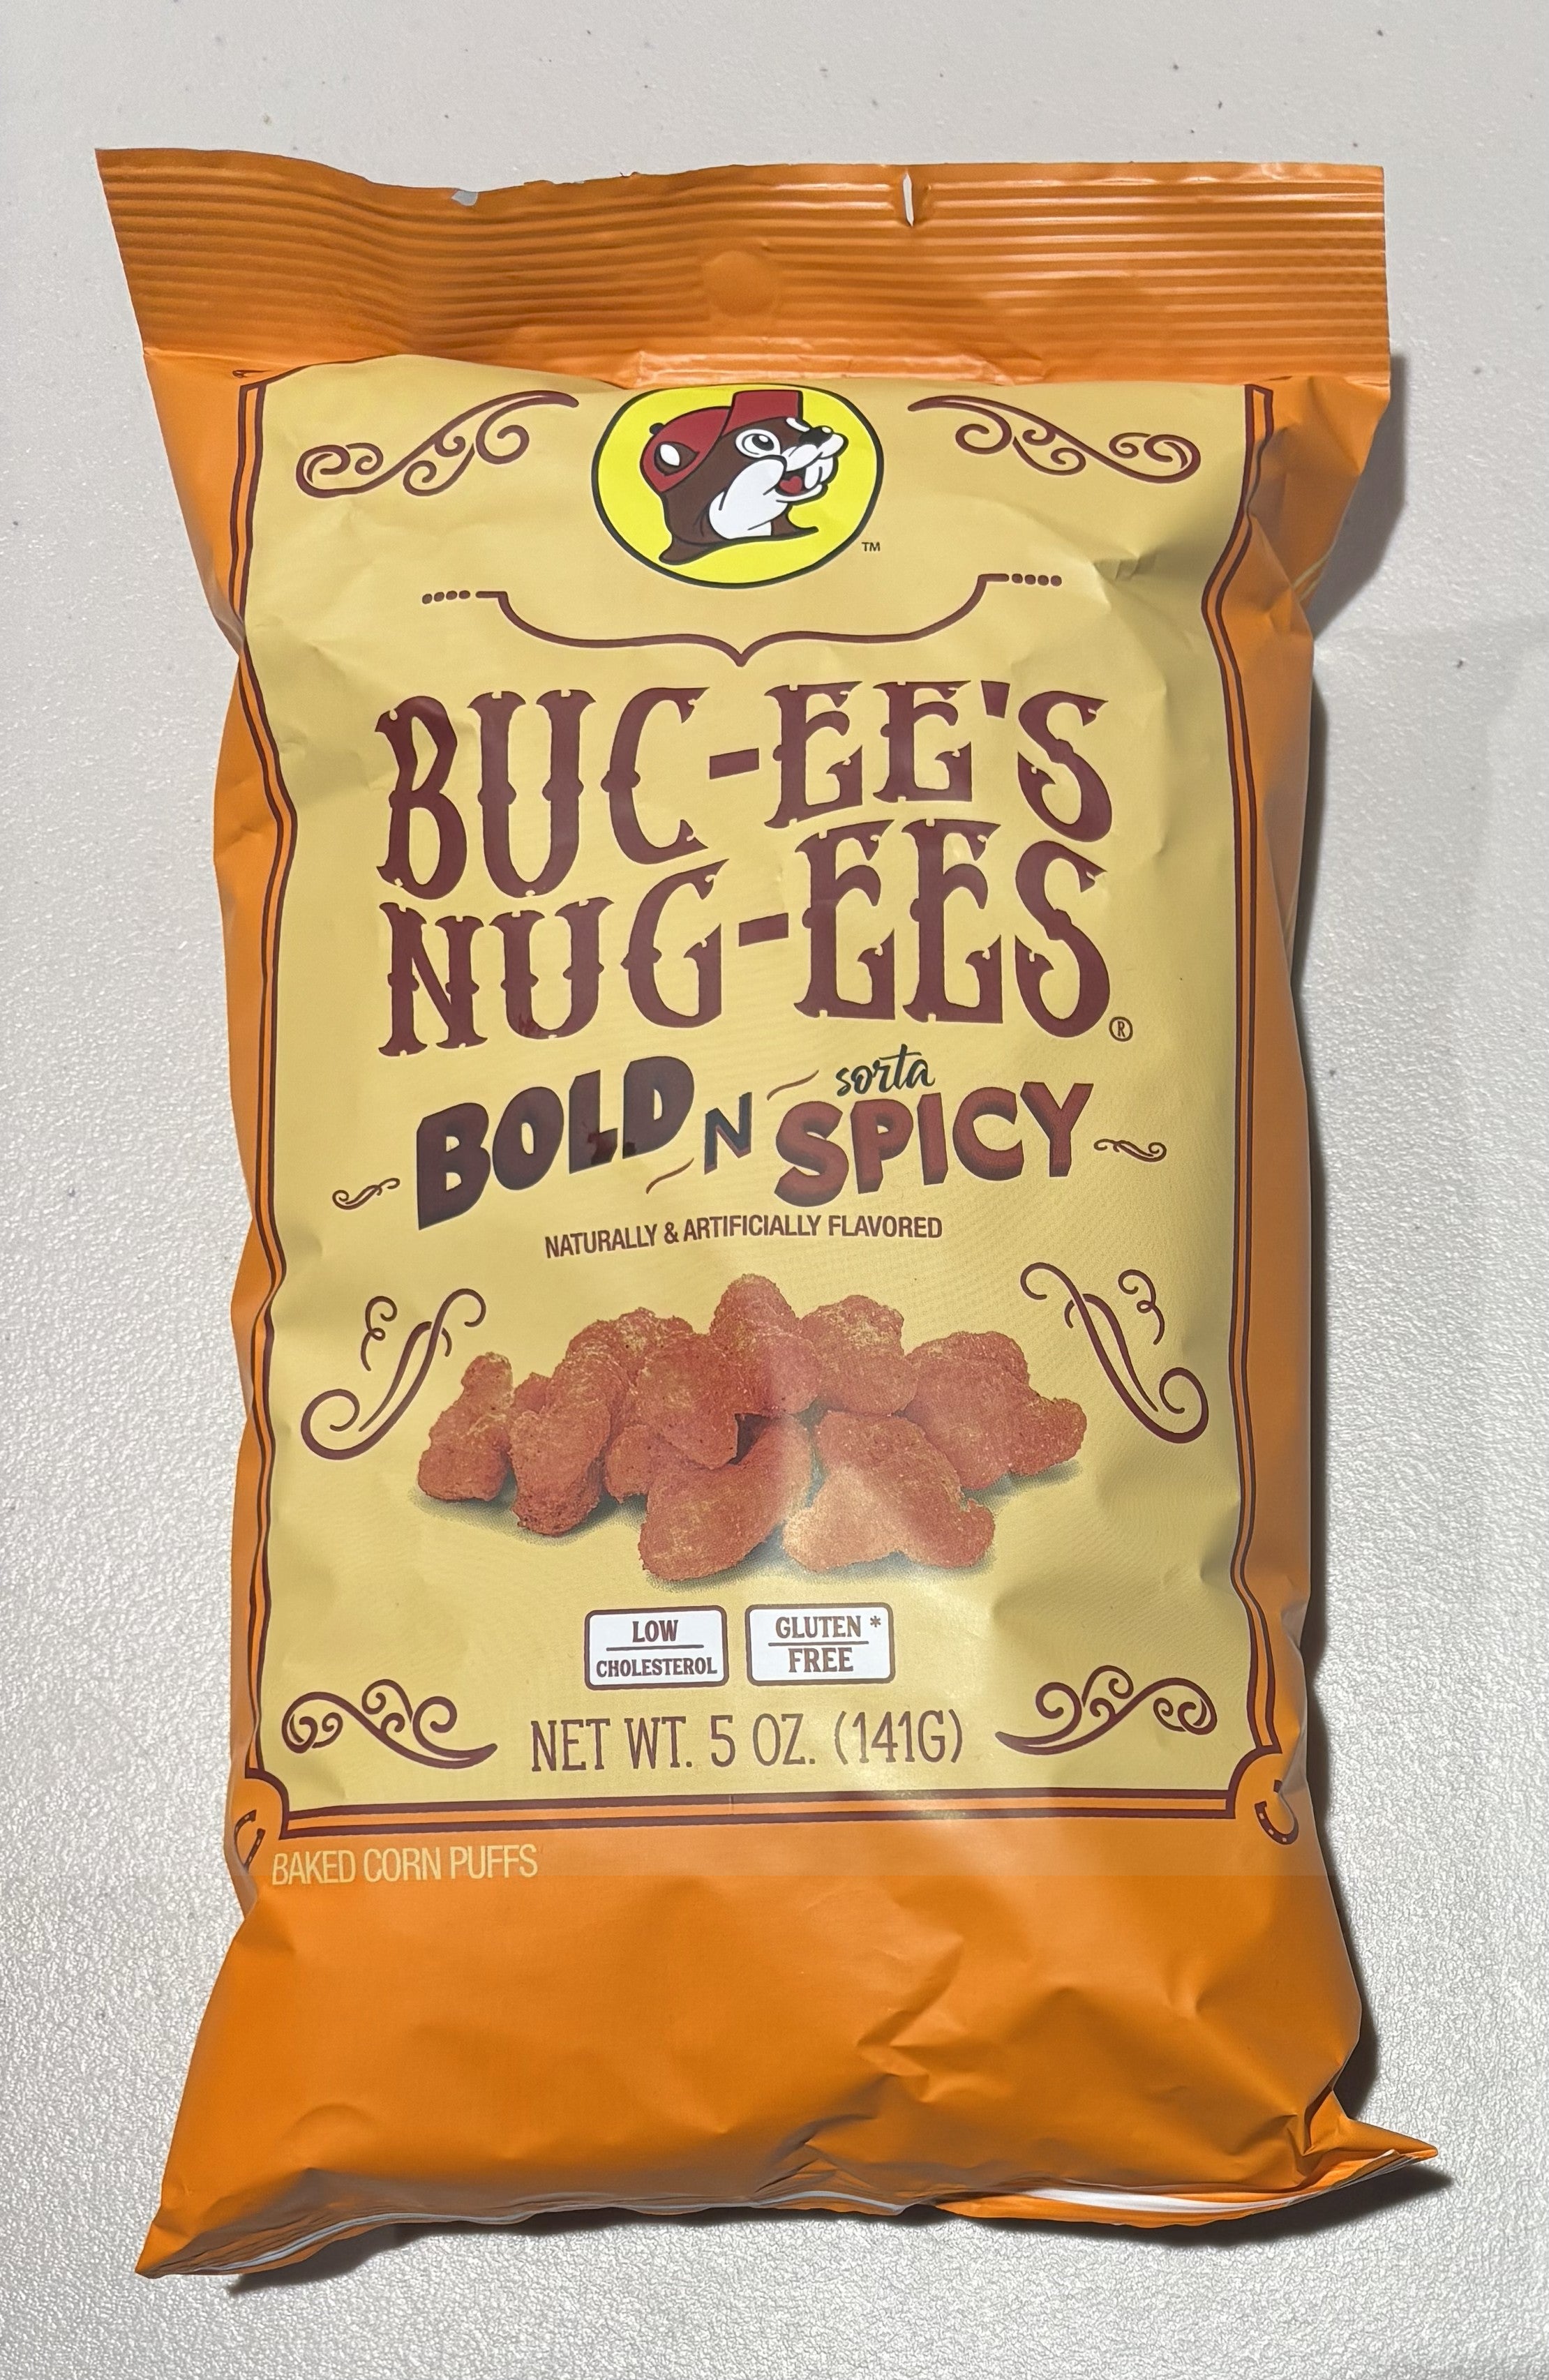 TM
BUC-EE'S
NUG-EES®
BOLD N sorta SPICY
NATURALLY & ARTIFICIALLY FLAVORED
LOW
CHOLESTEROL
GLUTEN *
FREE
NET WT. 5 OZ. (141G)
BAKED CORN PUFFS